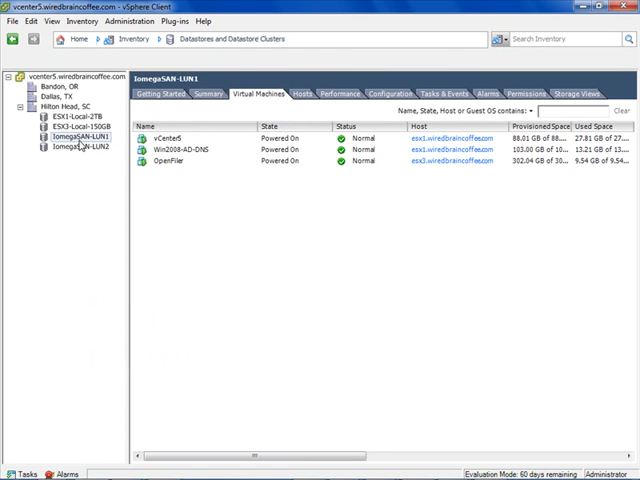 vcenter5.wiredbraincoffee.com - vSphere Client
File Edit View Inventory Administration Plug-ins Help
Home Inventory Datastores and Datastore Clusters Search Inventory
vcenter5.wiredbraincoffee.com
Bandon, OR
Dallas, TX
Hilton Head, SC
ESX1-Local-2TB
ESX3-Local-150GB
IomegaSAN-LUN1
IomegaSAN-LUN2
IomegaSAN-LUN1
Getting Started Summary Virtual Machines Hosts Performance Configuration Tasks & Events Alarms Permissions Storage Views
Name, State, Host or Guest OS contains: Clear
Name State Status Host Provisioned Space Used Space
vCenter5 Powered On Normal esx1.wiredbraincoffee.com 88.01 GB of 88.... 27.81 GB of 27....
Win2008-AD-DNS Powered On Normal esx1.wiredbraincoffee.com 103.00 GB of 10... 13.21 GB of 13....
OpenFiler Powered On Normal esx3.wiredbraincoffee.com 302.04 GB of 30... 9.54 GB of 9.54...
Tasks Alarms Evaluation Mode: 60 days remaining Administrator